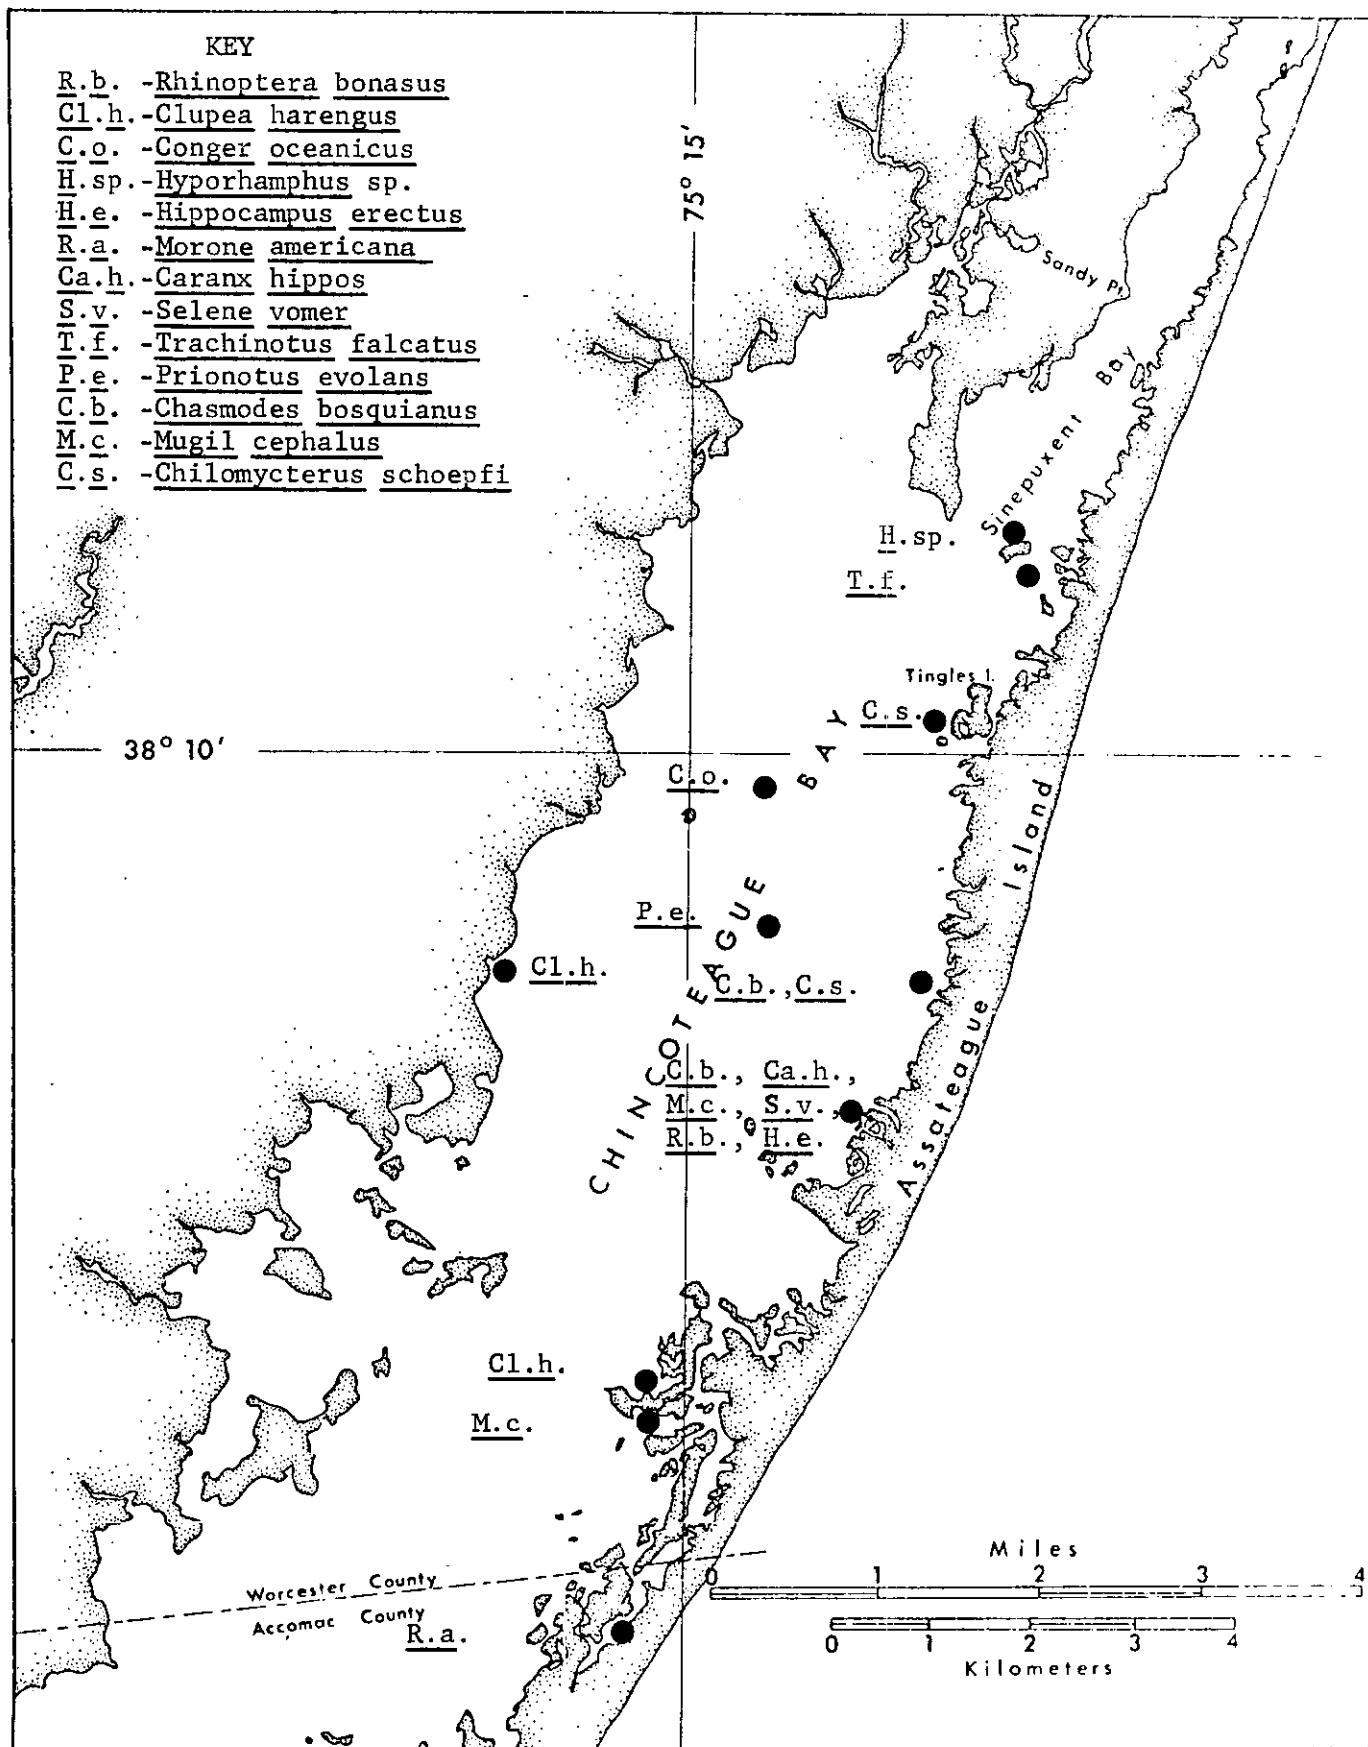 KEY
R.b. -Rhinoptera bonasus
Cl.h.-Clupea harengus
C.o. -Conger oceanicus
H.sp.-Hyporhamphus sp.
H.e. -Hippocampus erectus
R.a. -Morone americana
Ca.h.-Caranx hippos
S.v. -Selene vomer
T.f. -Trachinotus falcatus
P.e. -Prionotus evolans
C.b. -Chasmodes bosquianus
M.c. -Mugil cephalus
C.s. -Chilomycterus schoepfi
75° 15'
Sandy Pt.
Sinepuxent Bay
H.sp.
T.f.
Tingles I.
C.s.
38° 10'
C.o.
CHINCOTEAGUE BAY
P.e.
Cl.h.
C.b.,C.s.
Assateague Island
C.b., Ca.h.,
M.c., S.v.,
R.b., H.e.
Cl.h.
M.c.
Worcester County
Accomac County
R.a.
Miles
0 1 2 3 4
0 1 2 3 4
Kilometers